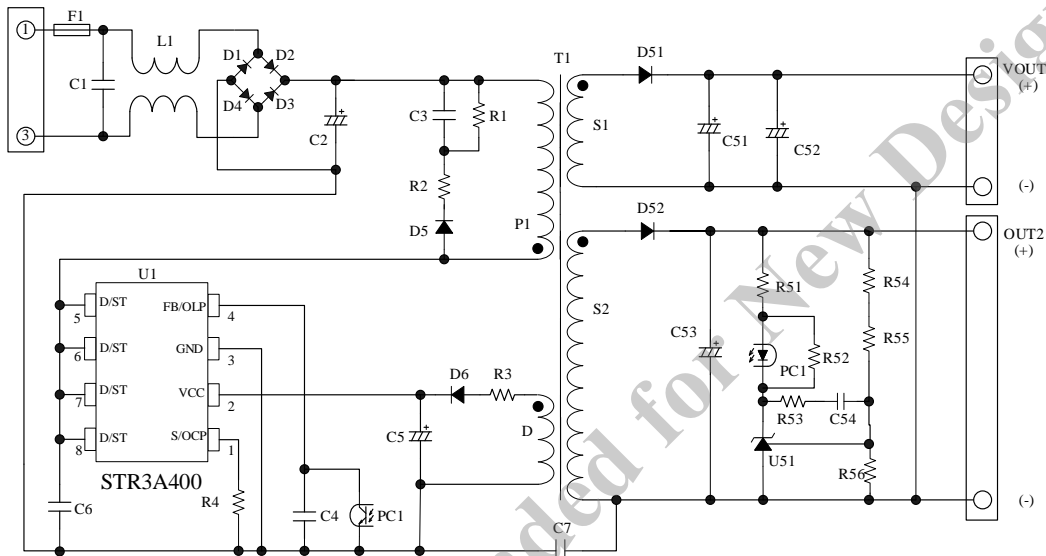 F1
1
L1
D1
D2
T1
D51
VOUT
(+)
C1
D4
D3
C3
R1
S1
3
C2
C51
C52
R2
(-)
D52
P1
D5
OUT2
(+)
U1
D/ST
FB/OLP
5
4
R51
R54
S2
D/ST
GND
6
3
C53
R52
R55
PC1
D/ST
VCC
D6
R3
7
2
R53
C54
D
C5
D/ST
S/OCP
8
1
U51
R56
STR3A400
R4
C6
C4
PC1
C7
(-)
ded for New Design